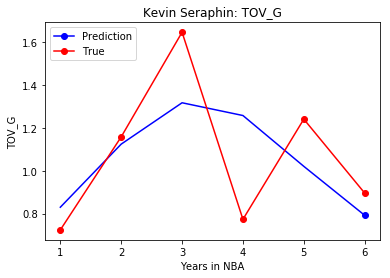 Kevin Seraphin: TOV_G
Prediction
True
TOV_G
1.6
1.4
1.2
1.0
0.8
1 2 3 4 5 6
Years in NBA